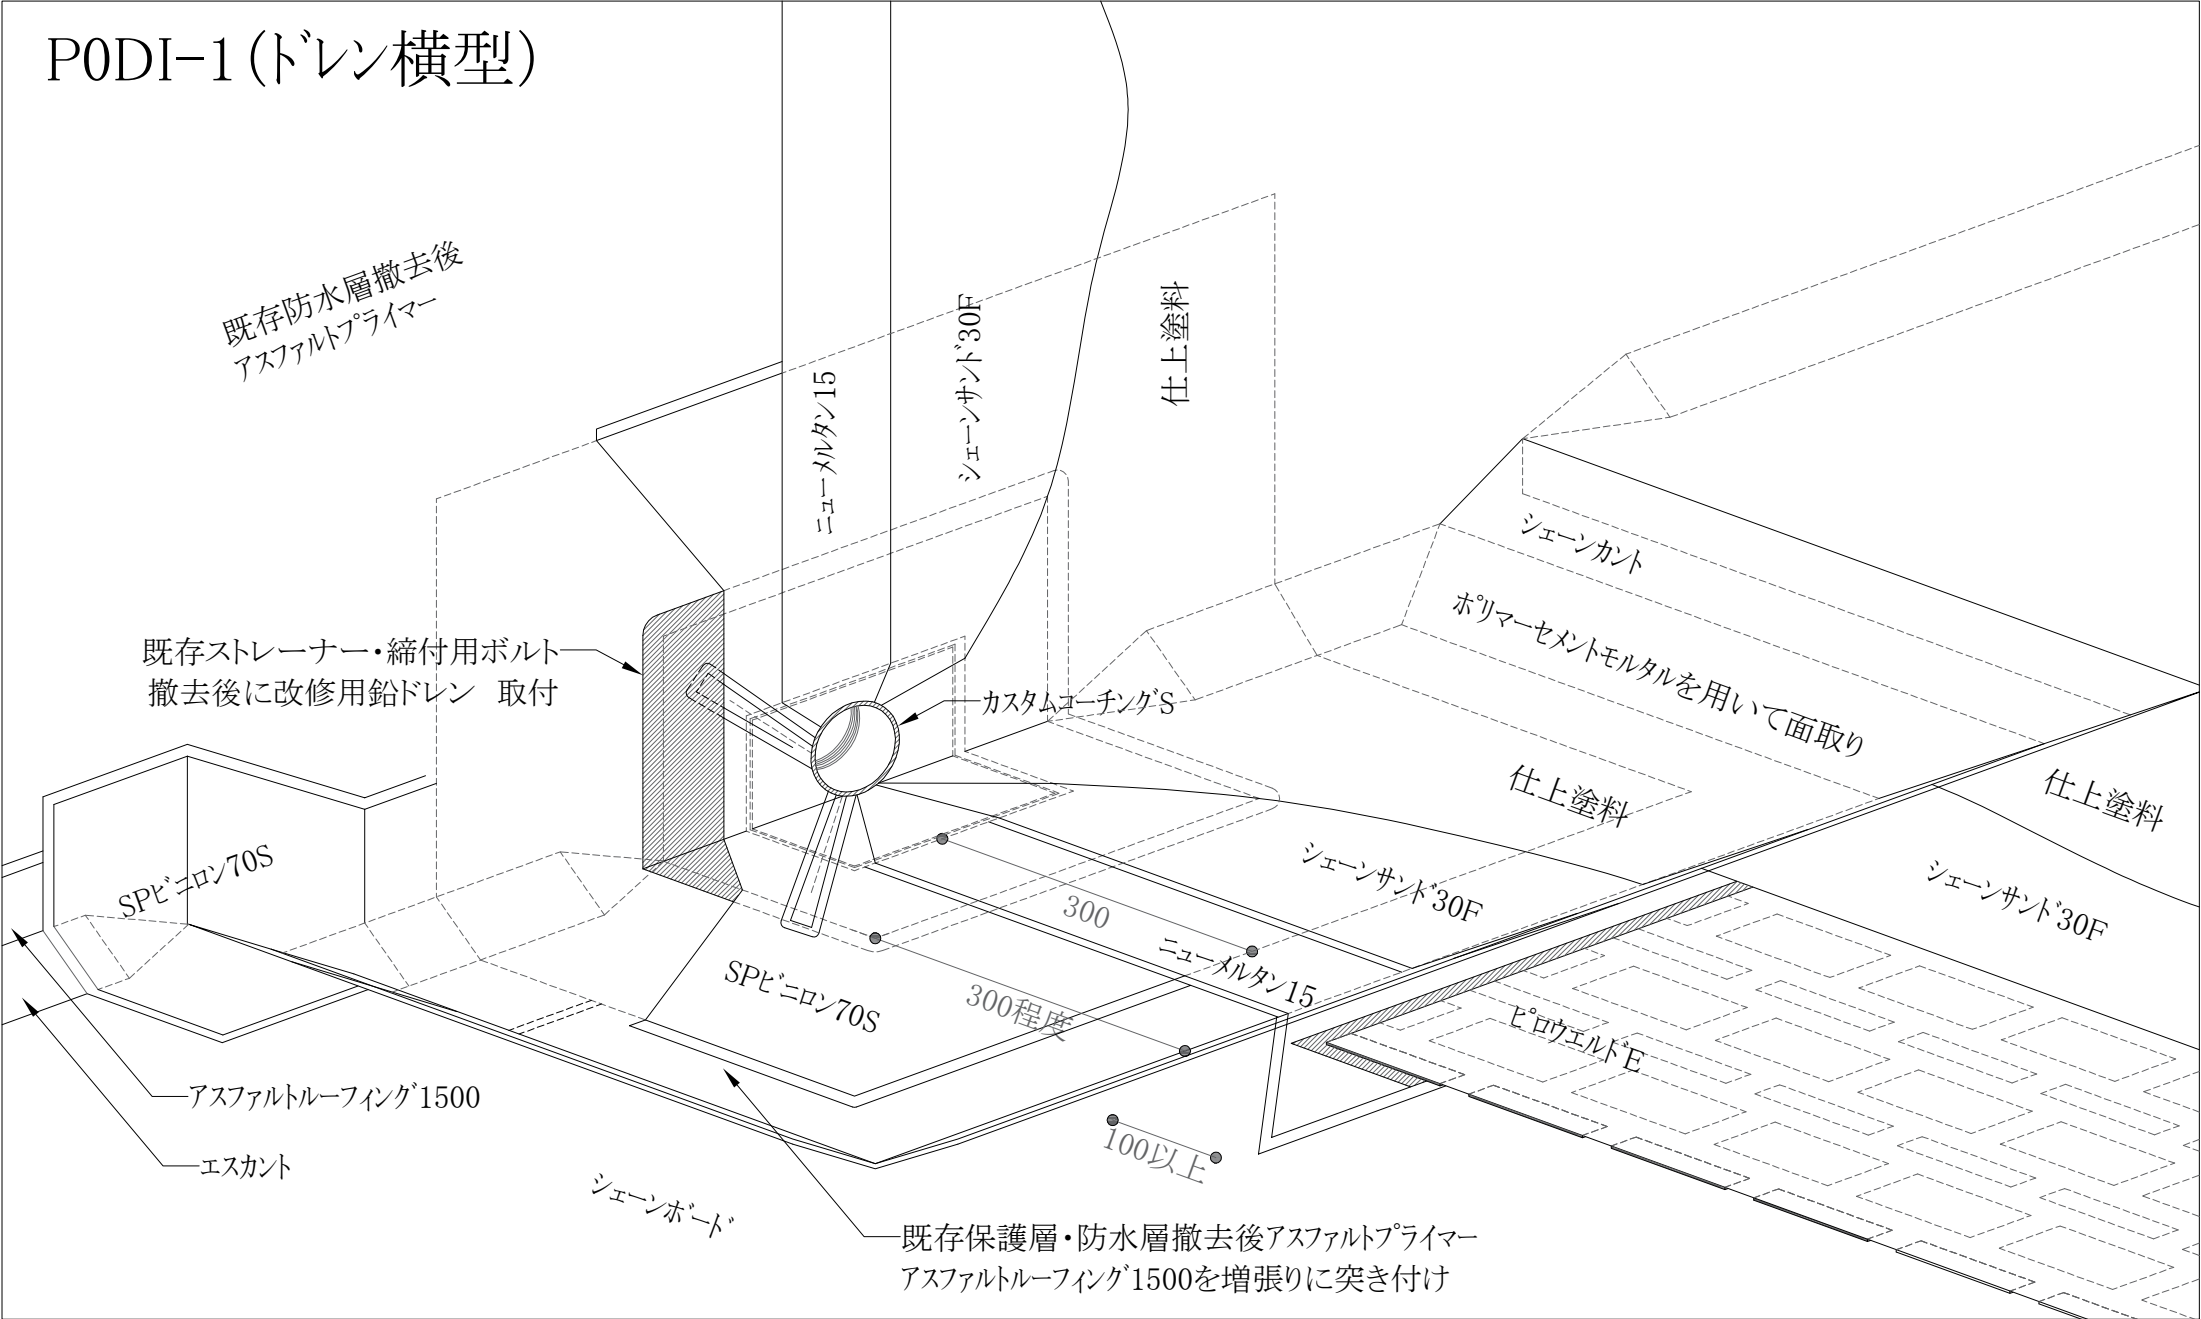 P0DI-1(ドレン横型)
既存防水層撤去後
アスファルトプライマー
ニューメルタン15
シェーンサンド30F
仕上塗料
シェーンカント
ポリマーセメントモルタルを用いて面取り
既存ストレーナー・締付用ボルト
撤去後に改修用鉛ドレン 取付
カスタムコーチングS
仕上塗料
仕上塗料
SPビニロン70S
シェーンサンド30F
シェーンサンド30F
300
ニューメルタン15
SPビニロン70S
300程度
ピロウエルドE
アスファルトルーフィング1500
エスカント
100以上
シェーンボード
既存保護層・防水層撤去後アスファルトプライマー
アスファルトルーフィング1500を増張りに突き付け